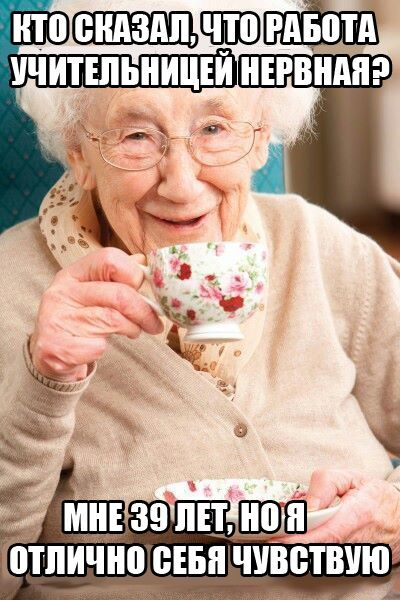 КТО СКАЗАЛ, ЧТО РАБОТА
УЧИТЕЛЬНИЦЕЙ НЕРВНАЯ?
МНЕ 39 ЛЕТ, НО Я
ОТЛИЧНО СЕБЯ ЧУВСТВУЮ